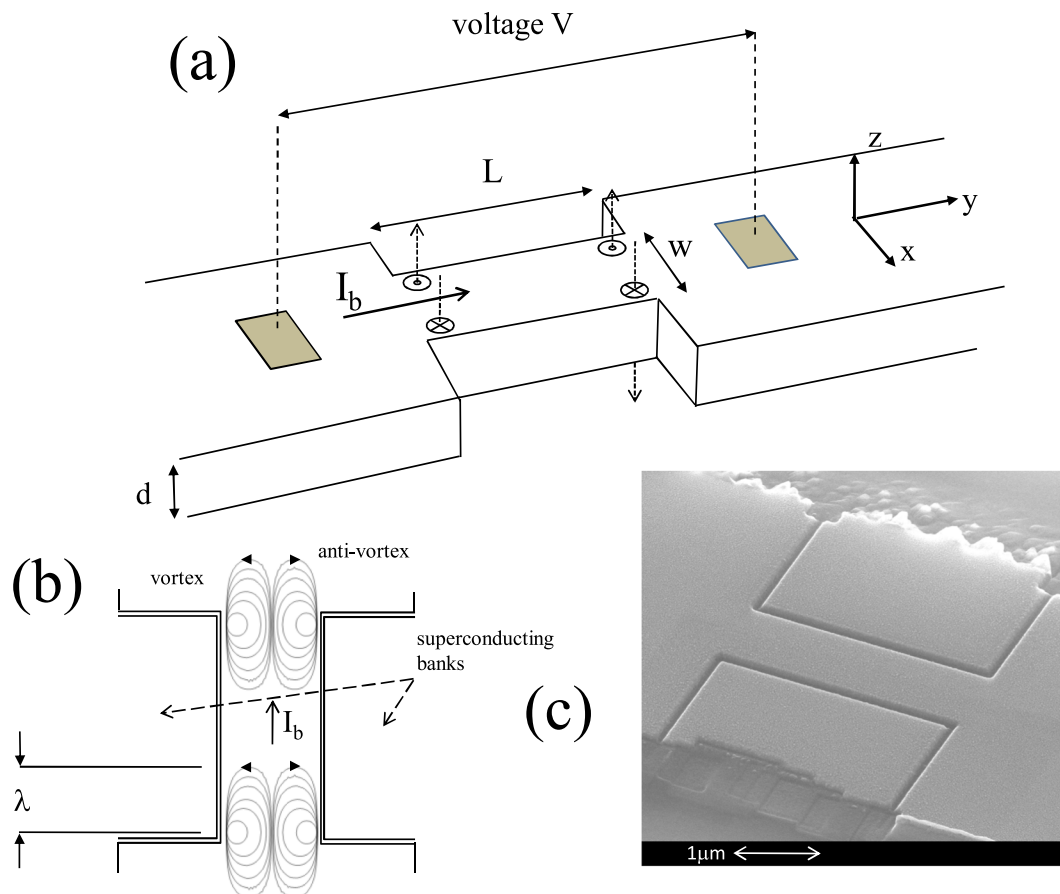 voltage V
(a)
z
L
y
x
w
I_b
d
(b)
anti-vortex
vortex
superconducting
banks
I_b
λ
(c)
1μm